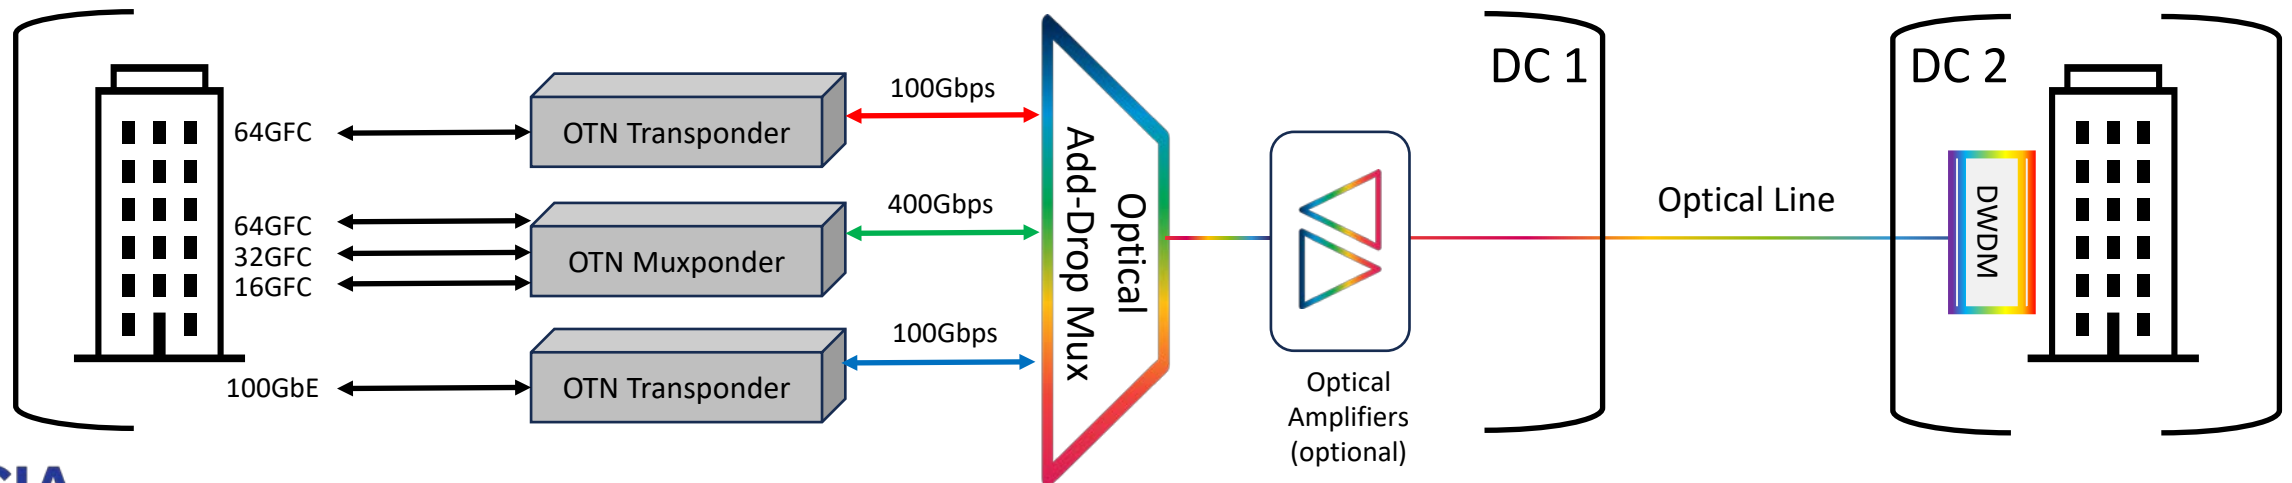 DC 1
DC 2
64GFC
OTN Transponder
100Gbps
64GFC
32GFC
16GFC
OTN Muxponder
400Gbps
100GbE
OTN Transponder
100Gbps
Optical
Add-Drop Mux
Optical
Amplifiers
(optional)
Optical Line
DWDM